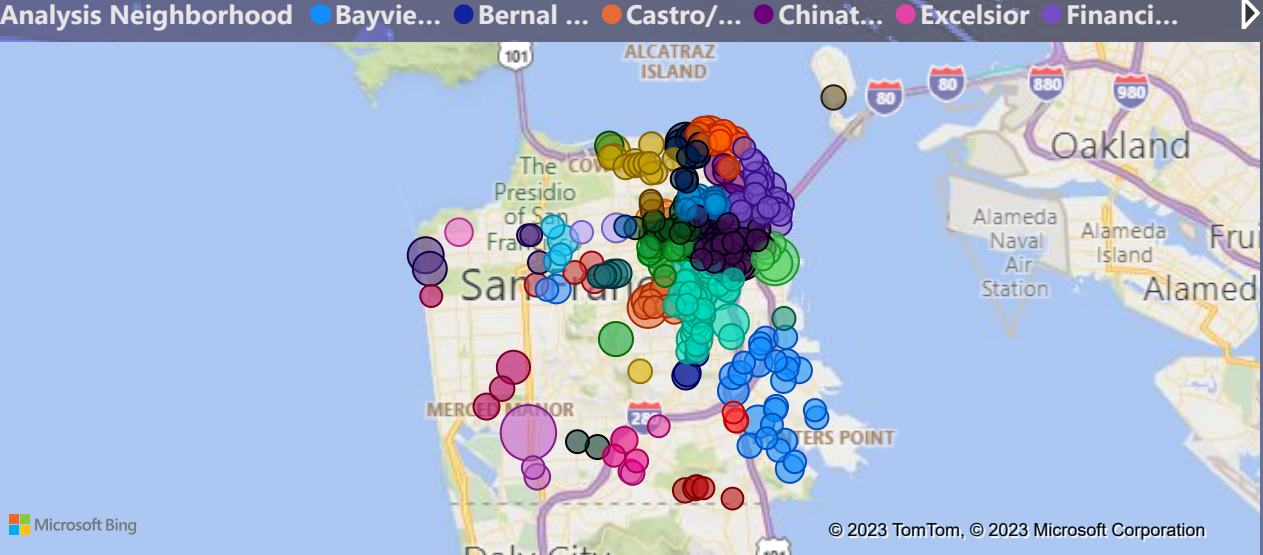 Analysis Neighborhood Bayvie... Bernal ... Castro/... Chinat... Excelsior Financi...
101
ALCATRAZ
ISLAND
80
80
880
980
Oakland
The
Presidio
of San
COW
Alameda
Naval
Air
Station
Alameda
Island
Frui
San Fran
Alamed
MERCED MANOR
280
TERS POINT
Microsoft Bing
© 2023 TomTom, © 2023 Microsoft Corporation
Daly City
101